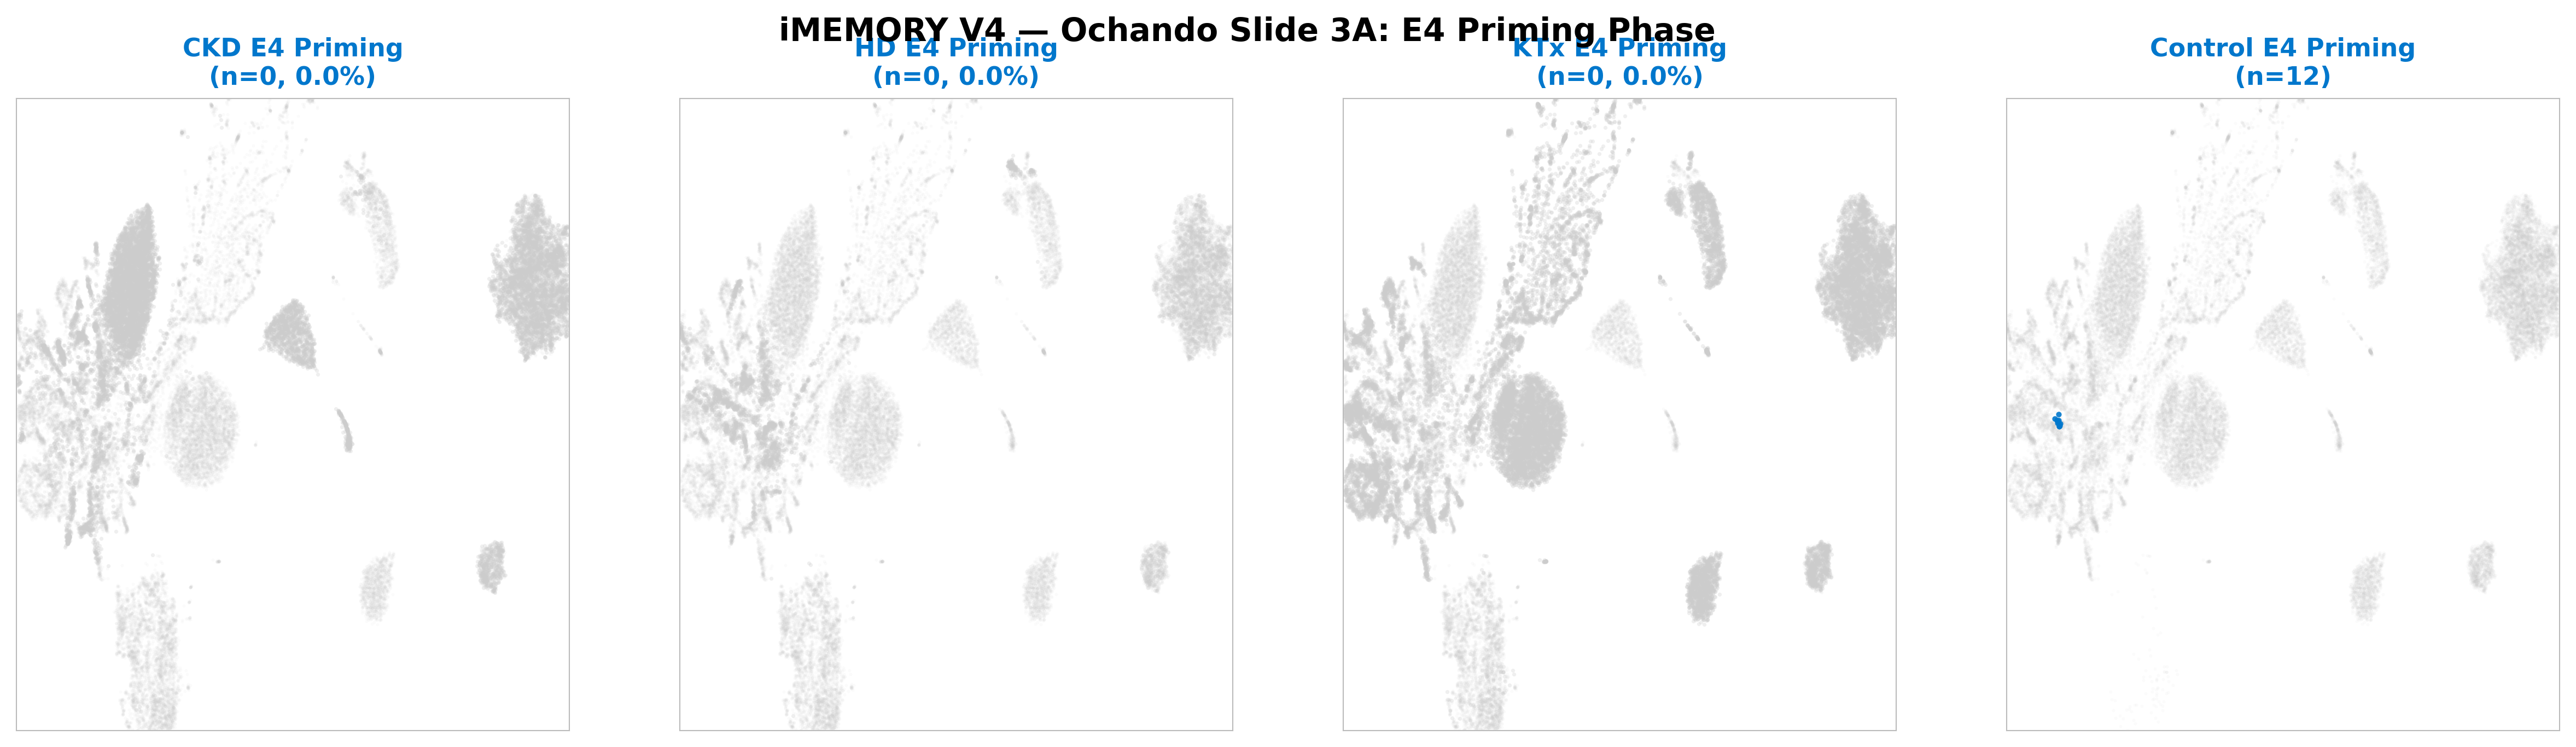 iMEMORY V4 — Ochando Slide 3A: E4 Priming Phase
CKD E4 Priming
(n=0, 0.0%)
HD E4 Priming
(n=0, 0.0%)
KTx E4 Priming
(n=0, 0.0%)
Control E4 Priming
(n=12)